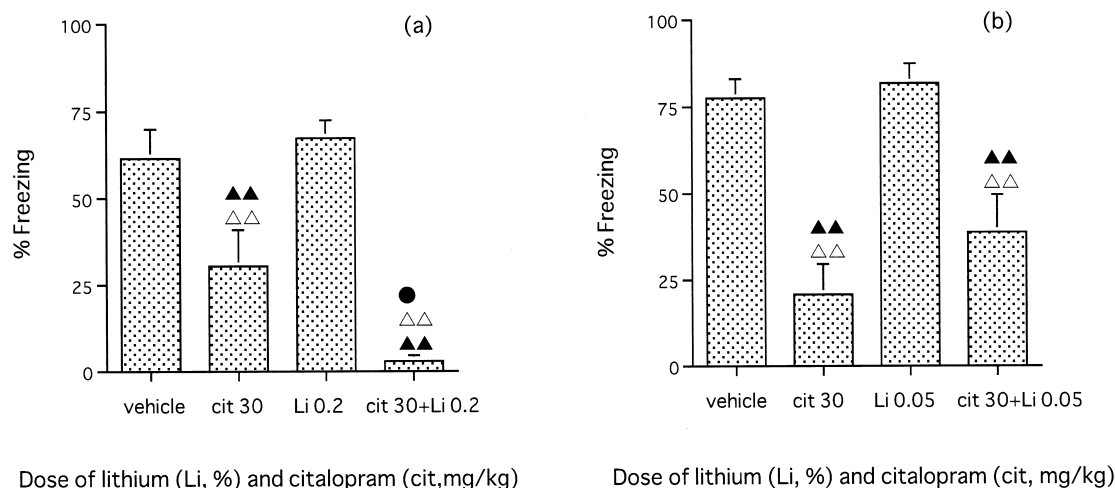 (a)
100
75
50
25
0
% Freezing
vehicle cit 30 Li 0.2 cit 30+Li 0.2
Dose of lithium (Li, %) and citalopram (cit,mg/kg)
(b)
100
75
50
25
0
% Freezing
vehicle cit 30 Li 0.05 cit 30+Li 0.05
Dose of lithium (Li, %) and citalopram (cit, mg/kg)